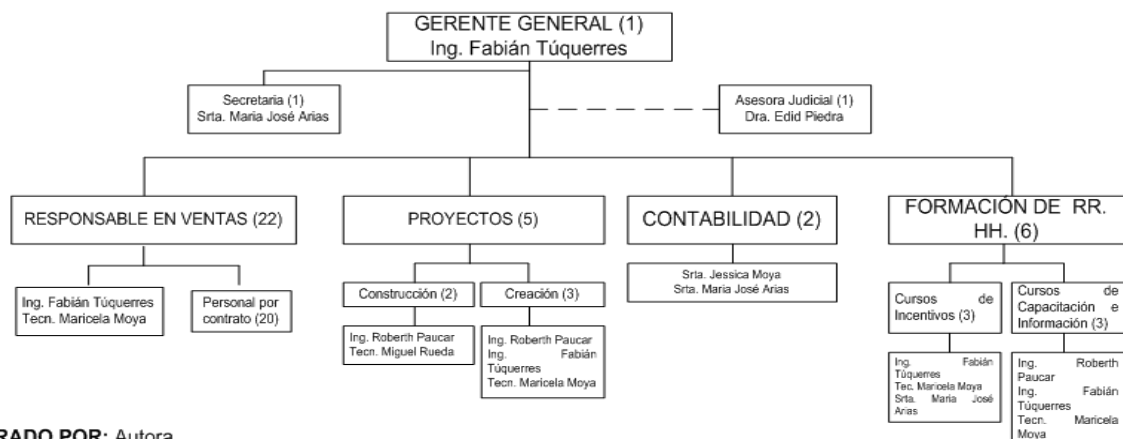 GERENTE GENERAL (1)
Ing. Fabián Túquerres
Secretaria (1)
Srta. Maria José Arias
Asesora Judicial (1)
Dra. Edid Piedra
RESPONSABLE EN VENTAS (22)
PROYECTOS (5)
CONTABILIDAD (2)
FORMACIÓN DE RR.
HH. (6)
Ing. Fabián Túquerres
Tecn. Maricela Moya
Personal por
contrato (20)
Construcción (2)
Creación (3)
Ing. Roberth Paucar
Tecn. Miguel Rueda
Ing. Roberth Paucar
Ing. Fabián
Túquerres
Tecn. Maricela Moya
Srta. Jessica Moya
Srta. Maria José Arias
Cursos de
Incentivos (3)
Cursos de
Capacitación e
Información (3)
Ing. Fabián
Túquerres
Tec. Maricela Moya
Srta. Maria José
Arias
Ing. Roberth
Paucar
Ing. Fabián
Túquerres
Tecn. Maricela
Moya
RADO POR: Autora